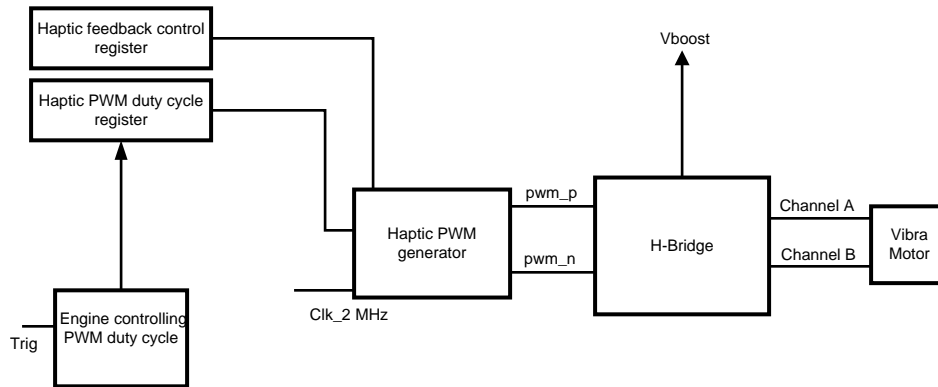 Haptic feedback control
register
Vboost
Haptic PWM duty cycle
register
pwm_p
Channel A
Haptic PWM
generator
H-Bridge
Vibra
Motor
pwm_n
Channel B
Clk_2 MHz
Engine controlling
PWM duty cycle
Trig